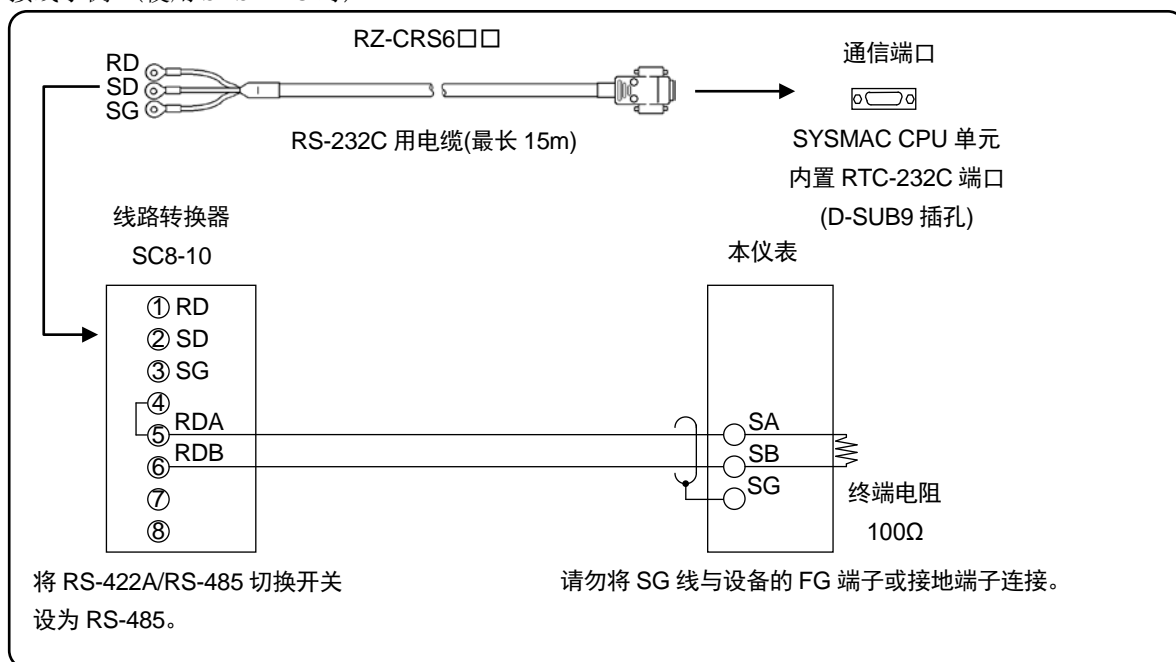 RZ-CRS6□□
RD
SD
SG
通信端口
RS-232C 用电缆(最长 15m)
SYSMAC CPU 单元
内置 RTC-232C 端口
(D-SUB9 插孔)
线路转换器
SC8-10
本仪表
① RD
② SD
③ SG
④
⑤ RDA
⑥ RDB
⑦
⑧
SA
SB
SG
终端电阻
100Ω
将 RS-422A/RS-485 切换开关
设为 RS-485。
请勿将 SG 线与设备的 FG 端子或接地端子连接。